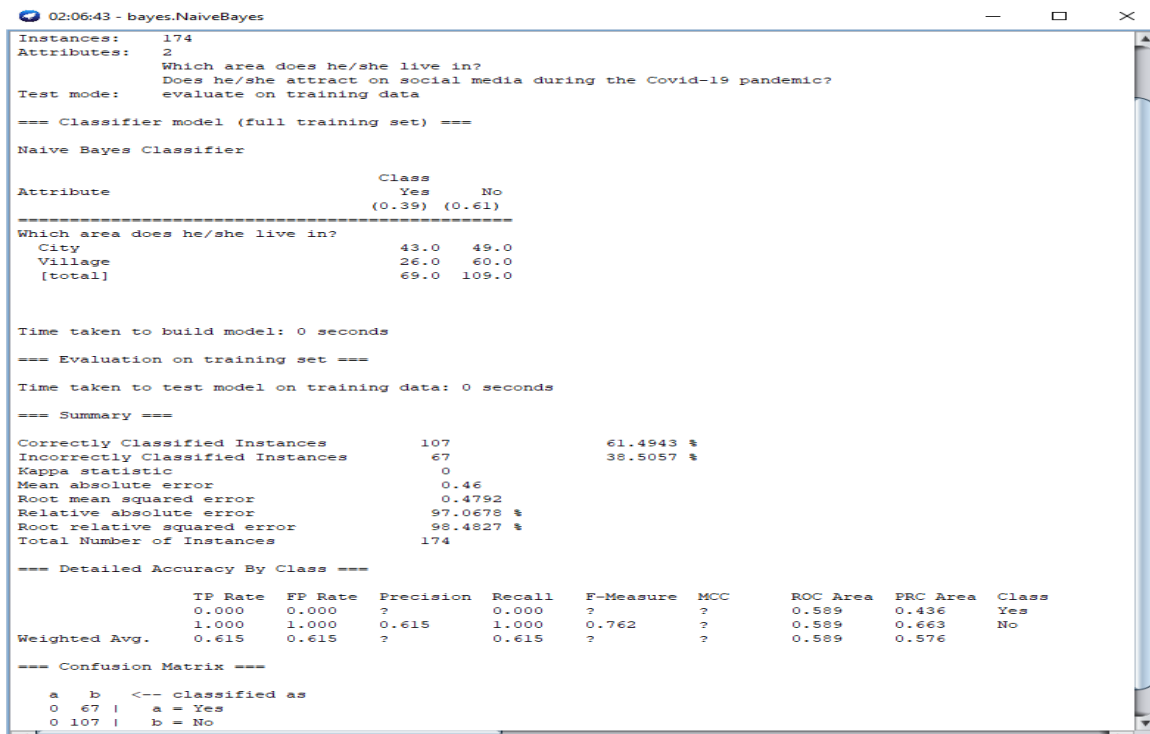 02:06:43 - bayes.NaiveBayes
Instances: 174
Attributes: 2
Which area does he/she live in?
Does he/she attract on social media during the Covid-19 pandemic?
Test mode: evaluate on training data
=== Classifier model (full training set) ===
Naive Bayes Classifier
Class
Attribute Yes No
(0.39) (0.61)
=================================================
Which area does he/she live in?
City 43.0 49.0
Village 26.0 60.0
[total] 69.0 109.0
Time taken to build model: 0 seconds
=== Evaluation on training set ===
Time taken to test model on training data: 0 seconds
=== Summary ===
Correctly Classified Instances 107 61.4943 %
Incorrectly Classified Instances 67 38.5057 %
Kappa statistic 0
Mean absolute error 0.46
Root mean squared error 0.4792
Relative absolute error 97.0678 %
Root relative squared error 98.4827 %
Total Number of Instances 174
=== Detailed Accuracy By Class ===
TP Rate FP Rate Precision Recall F-Measure MCC ROC Area PRC Area Class
0.000 0.000 ? 0.000 ? ? 0.589 0.436 Yes
1.000 1.000 0.615 1.000 0.762 ? 0.589 0.663 No
Weighted Avg. 0.615 0.615 ? 0.615 ? ? 0.589 0.576
=== Confusion Matrix ===
a b <-- classified as
0 67 | a = Yes
0 107 | b = No